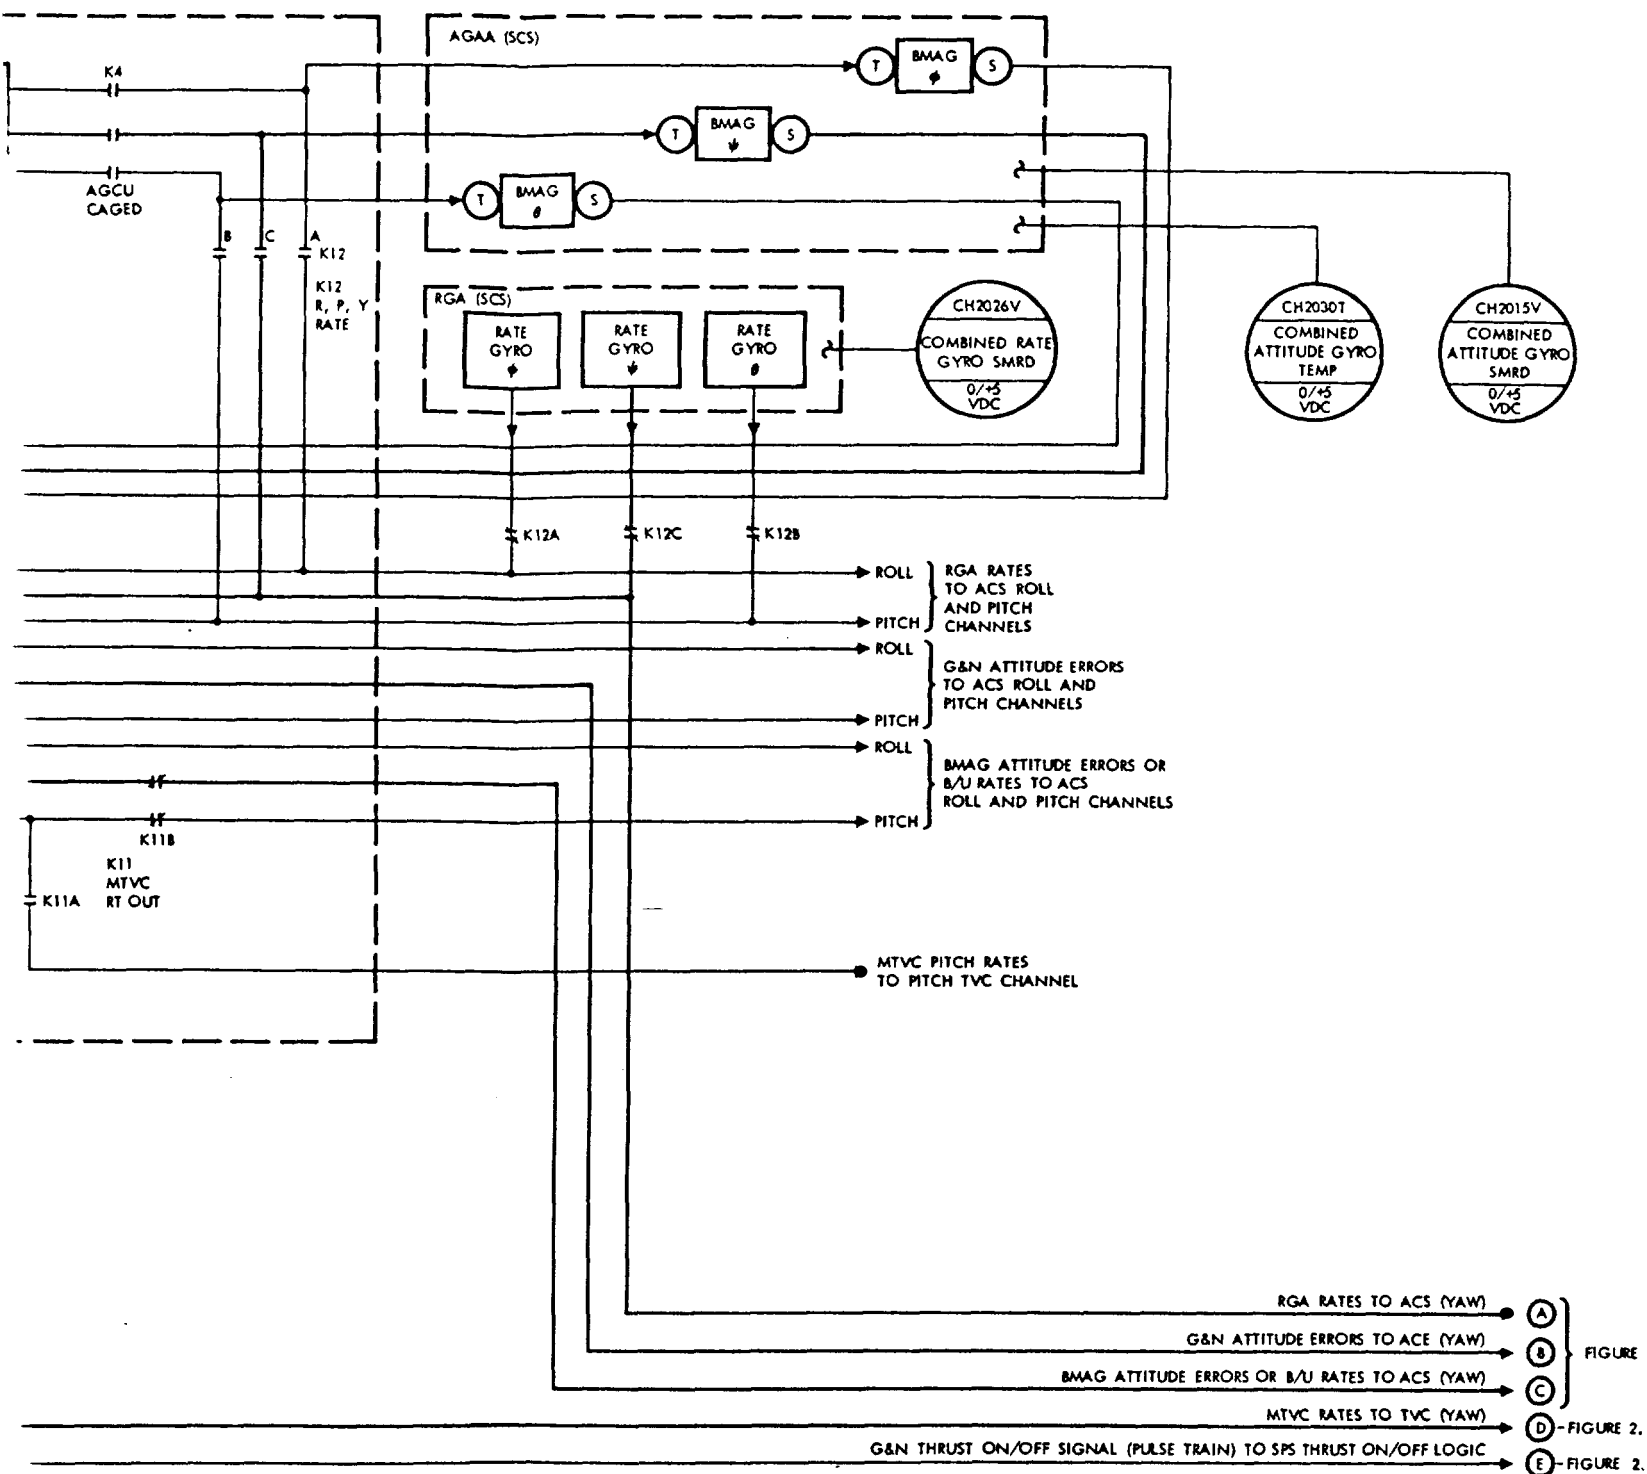 AGAA (SCS)
K4
T
BMAG
ϕ
S
T
BMAG
ψ
S
AGCU
CAGED
T
BMAG
θ
S
B
C
A
K12
K12
R, P, Y
RATE
RGA (SCS)
RATE
GYRO
ϕ
RATE
GYRO
ψ
RATE
GYRO
θ
CH2026V
COMBINED RATE
GYRO SMRD
0/+5
VDC
CH2030T
COMBINED
ATTITUDE GYRO
TEMP
0/+5
VDC
CH2015V
COMBINED
ATTITUDE GYRO
SMRD
0/+5
VDC
K12A
K12C
K12B
ROLL
PITCH
RGA RATES
TO ACS ROLL
AND PITCH
CHANNELS
ROLL
PITCH
G&N ATTITUDE ERRORS
TO ACS ROLL AND
PITCH CHANNELS
ROLL
PITCH
BMAG ATTITUDE ERRORS OR
B/U RATES TO ACS
ROLL AND PITCH CHANNELS
K11B
K11
MTVC
RT OUT
K11A
MTVC PITCH RATES
TO PITCH TVC CHANNEL
RGA RATES TO ACS (YAW)
A
G&N ATTITUDE ERRORS TO ACE (YAW)
B
FIGURE
BMAG ATTITUDE ERRORS OR B/U RATES TO ACS (YAW)
C
MTVC RATES TO TVC (YAW)
D -FIGURE 2.
G&N THRUST ON/OFF SIGNAL (PULSE TRAIN) TO SPS THRUST ON/OFF LOGIC
E -FIGURE 2.